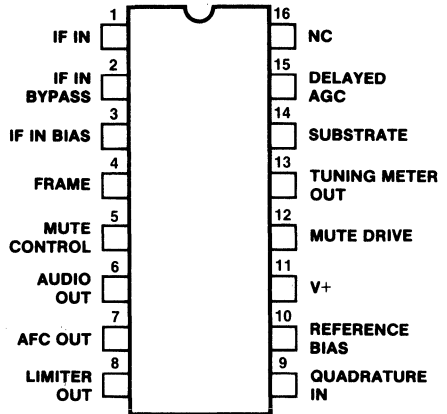 1
IF IN
2
IF IN
BYPASS
3
IF IN BIAS
4
FRAME
5
MUTE
CONTROL
6
AUDIO
OUT
7
AFC OUT
8
LIMITER
OUT
16
NC
15
DELAYED
AGC
14
SUBSTRATE
13
TUNING METER
OUT
12
MUTE DRIVE
11
V+
10
REFERENCE
BIAS
9
QUADRATURE
IN